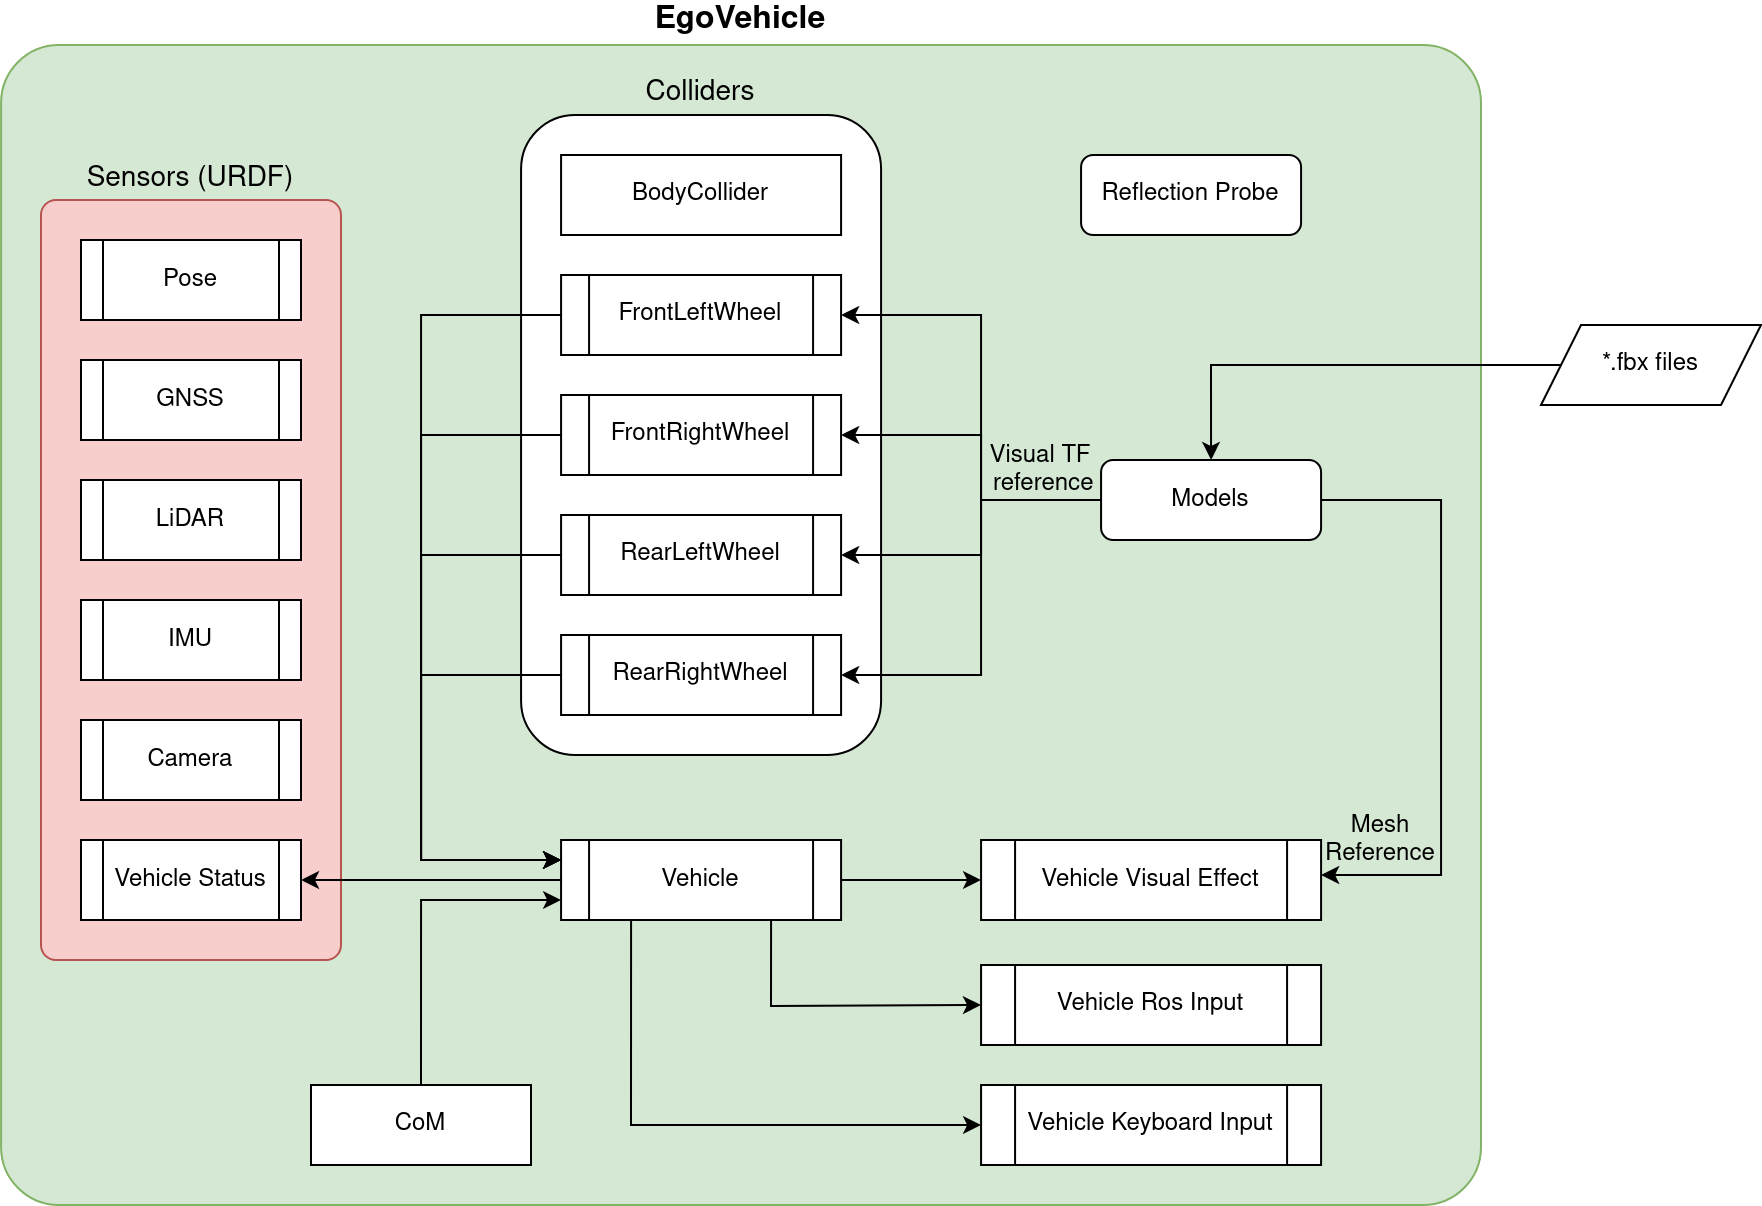 EgoVehicle
Colliders
Sensors (URDF)
BodyCollider
Reflection Probe
Pose
FrontLeftWheel
*.fbx files
GNSS
FrontRightWheel
Visual TF
reference
Models
LiDAR
RearLeftWheel
IMU
RearRightWheel
Camera
Mesh
Reference
Vehicle Status
Vehicle
Vehicle Visual Effect
Vehicle Ros Input
CoM
Vehicle Keyboard Input